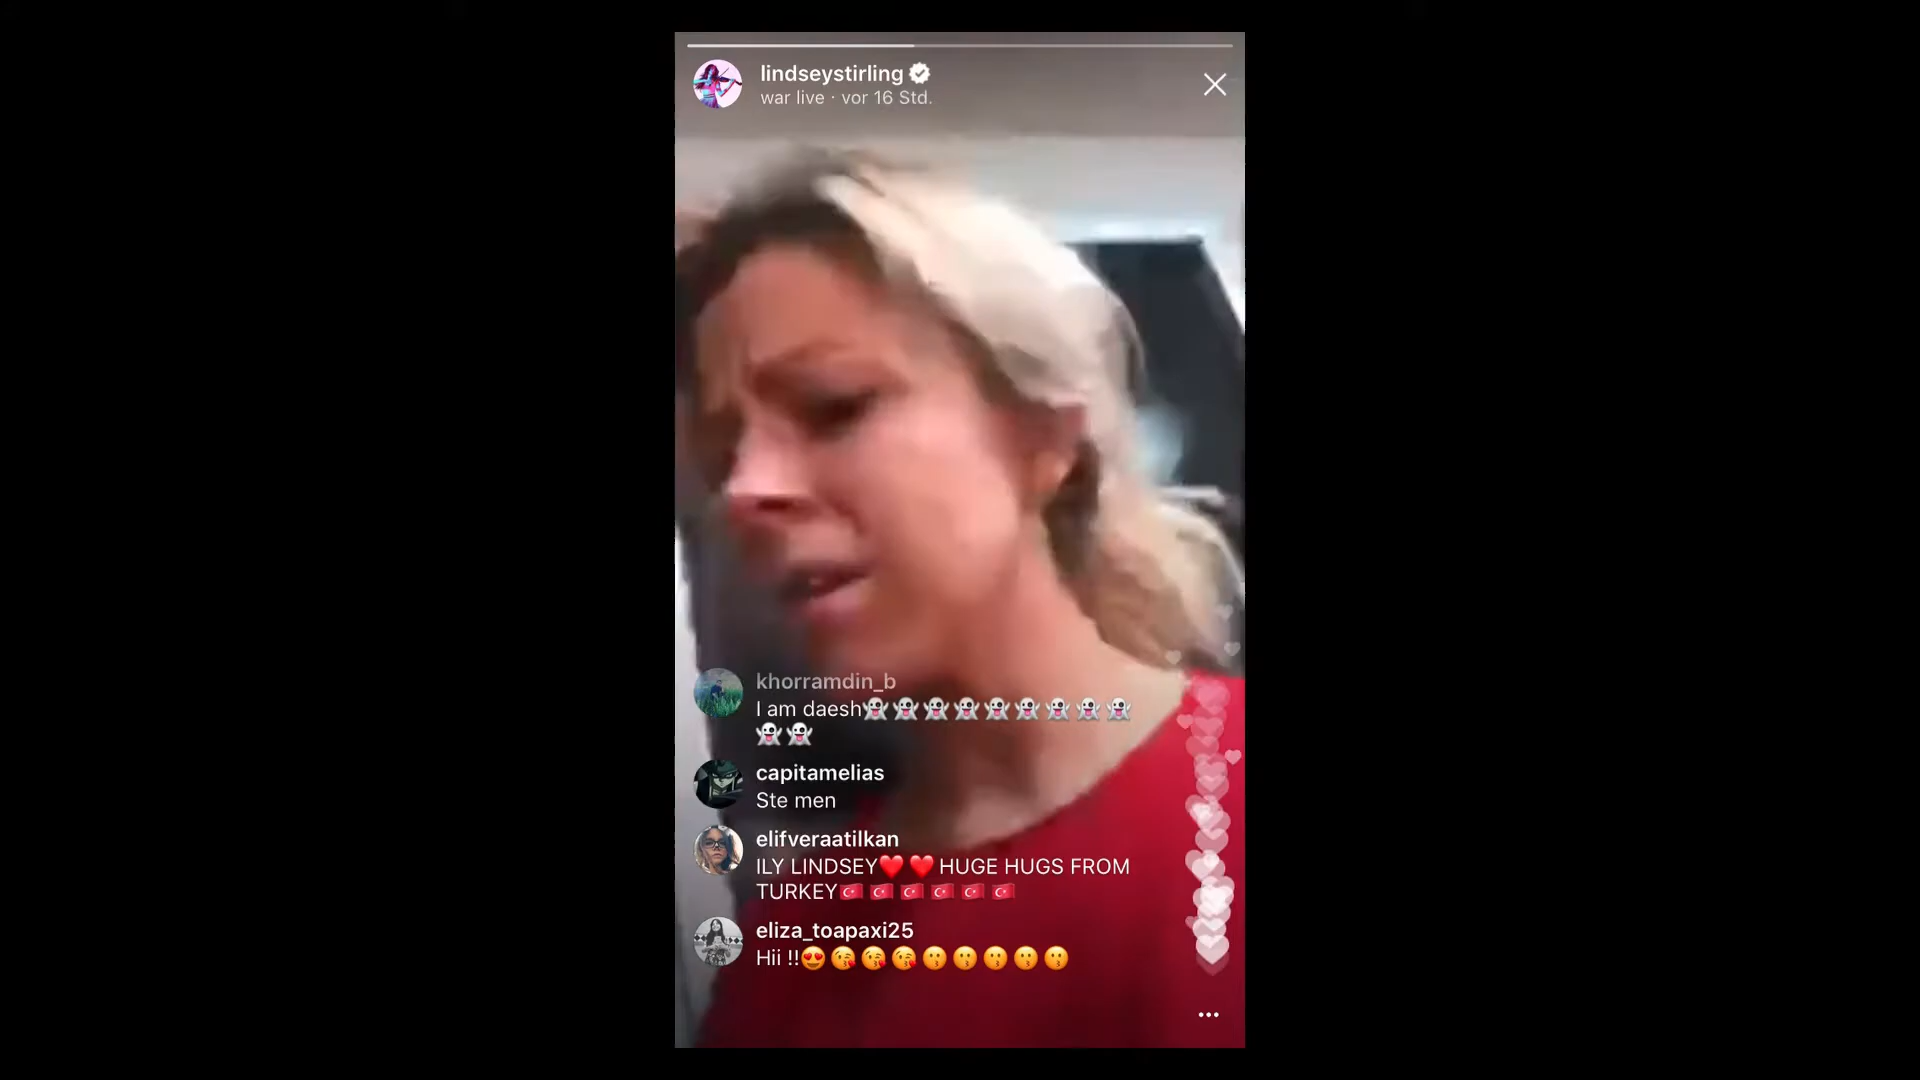 lindseystirling
war live · vor 16 Std.
khorramdin_b
I am daesh👻👻👻👻👻👻👻👻👻
👻👻
capitamelias
Ste men
elifveraatilkan
ILY LINDSEY❤️❤️HUGE HUGS FROM
TURKEY🇹🇷🇹🇷🇹🇷🇹🇷🇹🇷🇹🇷
eliza_toapaxi25
Hii !!😍😘😘😘😗😗😗😗😗